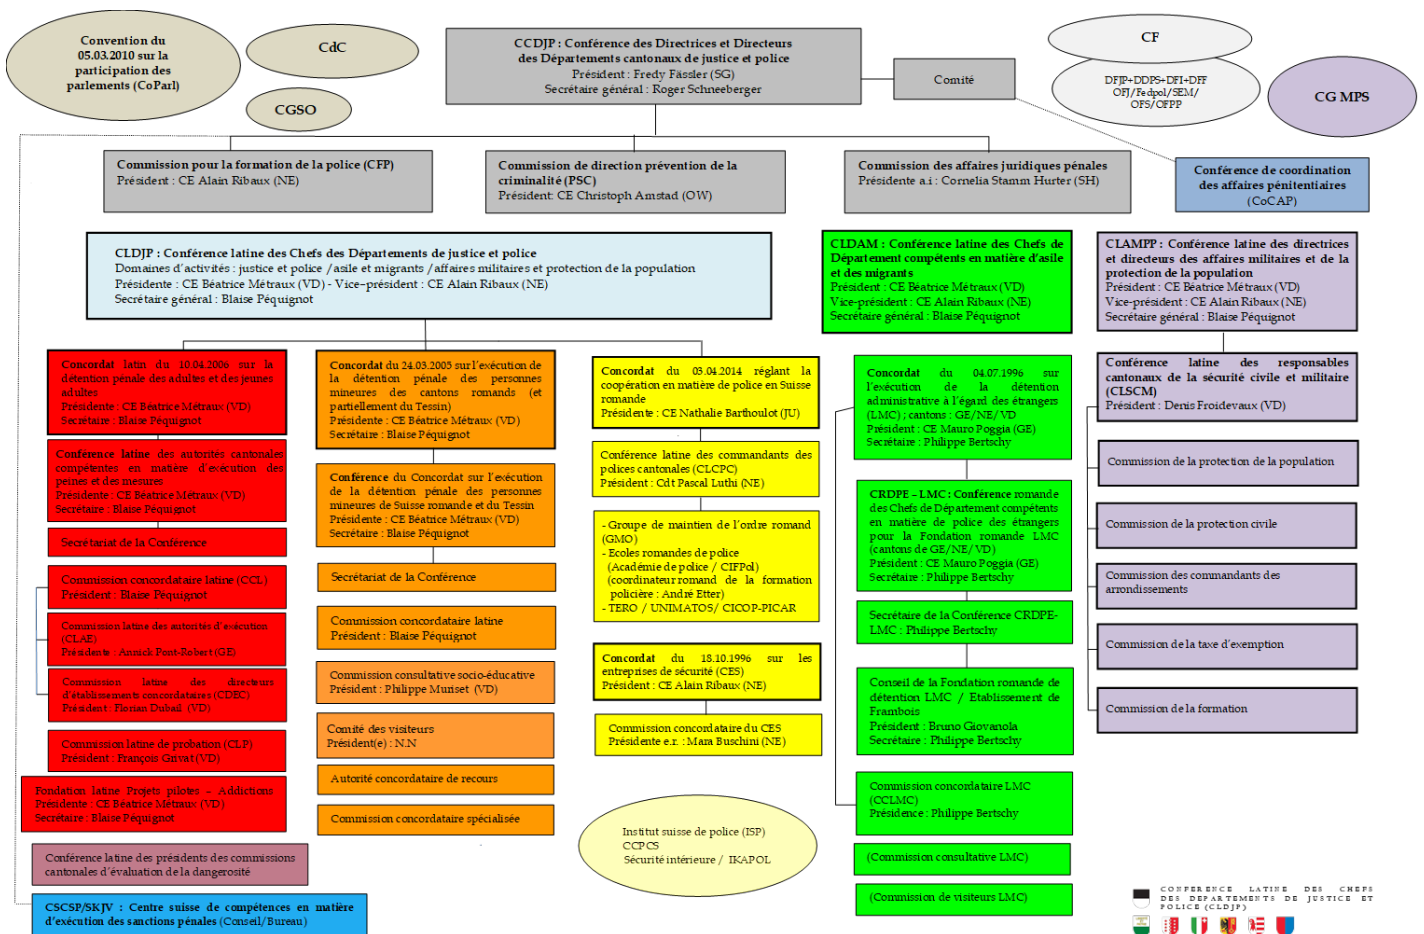 Convention du
05.03.2010 sur la
participation des
parlements (CoParl)
CdC
CGSO
CCDJP : Conférence des Directrices et Directeurs
des Départements cantonaux de justice et police
Président : Fredy Fässler (SG)
Secrétaire général : Roger Schneeberger
Comité
CF
DFJP+DDPS+DFI+DFF
OFJ/Fedpol/SEM/
OFS/OFPP
CG MPS
Commission pour la formation de la police (CFP)
Président : CE Alain Ribaux (NE)
Commission de direction prévention de la
criminalité (PSC)
Président: CE Christoph Amstad (OW)
Commission des affaires juridiques pénales
Présidente a.i : Cornelia Stamm Hurter (SH)
Conférence de coordination
des affaires pénitentiaires
(CoCAP)
CLDJP : Conférence latine des Chefs des Départements de justice et police
Domaines d'activités : justice et police /asile et migrants /affaires militaires et protection de la population
Présidente : CE Béatrice Métraux (VD) - Vice-président : CE Alain Ribaux (NE)
Secrétaire général : Blaise Péquignot
CLDAM : Conférence latine des Chefs de
Département compétents en matière d'asile
et des migrants
Président : CE Béatrice Métraux (VD)
Vice-président : CE Alain Ribaux (NE)
Secrétaire général : Blaise Péquignot
CLAMPP : Conférence latine des directrices
et directeurs des affaires militaires et de la
protection de la population
Président : CE Béatrice Métraux (VD)
Vice-président : CE Alain Ribaux (NE)
Secrétaire général : Blaise Péquignot
Concordat latin du 10.04.2006 sur la
détention pénale des adultes et des jeunes
adultes
Présidente : CE Béatrice Métraux (VD)
Secrétaire : Blaise Péquignot
Conférence latine des autorités cantonales
compétentes en matière d'exécution des
peines et des mesures
Présidente : CE Béatrice Métraux (VD)
Secrétaire : Blaise Péquignot
Secrétariat de la Conférence
Commission concordataire latine (CCL)
Président : Blaise Péquignot
Commission latine des autorités d'exécution
(CLAE)
Présidente : Annick Pont-Robert (GE)
Commission latine des directeurs
d'établissements concordataires (CDEC)
Président : Florian Dubail (VD)
Commission latine de probation (CLP)
Président : François Grivat (VD)
Fondation latine Projets pilotes – Addictions
Présidente : CE Béatrice Métraux (VD)
Secrétaire : Blaise Péquignot
Conférence latine des présidents des commissions
cantonales d'évaluation de la dangerosité
CSCSP/SKJV : Centre suisse de compétences en matière
d'exécution des sanctions pénales (Conseil/Bureau)
Concordat du 24.03.2005 sur l'exécution de
la détention pénale des personnes
mineures des cantons romands (et
partiellement du Tessin)
Présidente : CE Béatrice Métraux (VD)
Secrétaire : Blaise Péquignot
Conférence du Concordat sur l'exécution
de la détention pénale des personnes
mineures de Suisse romande et du Tessin
Présidente : CE Béatrice Métraux (VD)
Secrétaire : Blaise Péquignot
Secrétariat de la Conférence
Commission concordataire latine
Président : Blaise Péquignot
Commission consultative socio-éducative
Président : Philippe Muriset (VD)
Comité des visiteurs
Président(e) : N.N
Autorité concordataire de recours
Commission concordataire spécialisée
Concordat du 03.04.2014 réglant la
coopération en matière de police en Suisse
romande
Présidente : CE Nathalie Barthoulot (JU)
Conférence latine des commandants des
polices cantonales (CLCPC)
Président : Cdt Pascal Luthi (NE)
- Groupe de maintien de l'ordre romand
(GMO)
- Ecoles romandes de police
(Académie de police / CIFPol)
(coordinateur romand de la formation
policière : André Etter)
- TERO / UNIMATOS/ CICOP-PICAR
Concordat du 18.10.1996 sur les
entreprises de sécurité (CES)
Président : CE Alain Ribaux (NE)
Commission concordataire du CES
Présidente e.r. : Mara Buschini (NE)
Institut suisse de police (ISP)
CCPCS
Sécurité intérieure / IKAPOL
Concordat du 04.07.1996 sur
l'exécution de la détention
administrative à l'égard des étrangers
(LMC) ; cantons : GE/NE/VD
Président : CE Mauro Poggia (GE)
Secrétaire : Philippe Bertschy
CRDPE – LMC : Conférence romande
des Chefs de Département compétents
en matière de police des étrangers
pour la Fondation romande LMC
(cantons de GE/NE/VD)
Président : CE Mauro Poggia (GE)
Secrétaire : Philippe Bertschy
Secrétaire de la Conférence CRDPE-
LMC : Philippe Bertschy
Conseil de la Fondation romande de
détention LMC / Etablissement de
Frambois
Président : Bruno Giovanola
Secrétaire : Philippe Bertschy
Commission concordataire LMC
(CCLMC)
Présidence : Philippe Bertschy
(Commission consultative LMC)
(Commission de visiteurs LMC)
Conférence latine des responsables
cantonaux de la sécurité civile et militaire
(CLSCM)
Président : Denis Froidevaux (VD)
Commission de la protection de la population
Commission de la protection civile
Commission des commandants des
arrondissements
Commission de la taxe d'exemption
Commission de la formation
CONFERENCE LATINE DES CHEFS
DES DEPARTEMENTS DE JUSTICE ET
POLICE (CLDJP)